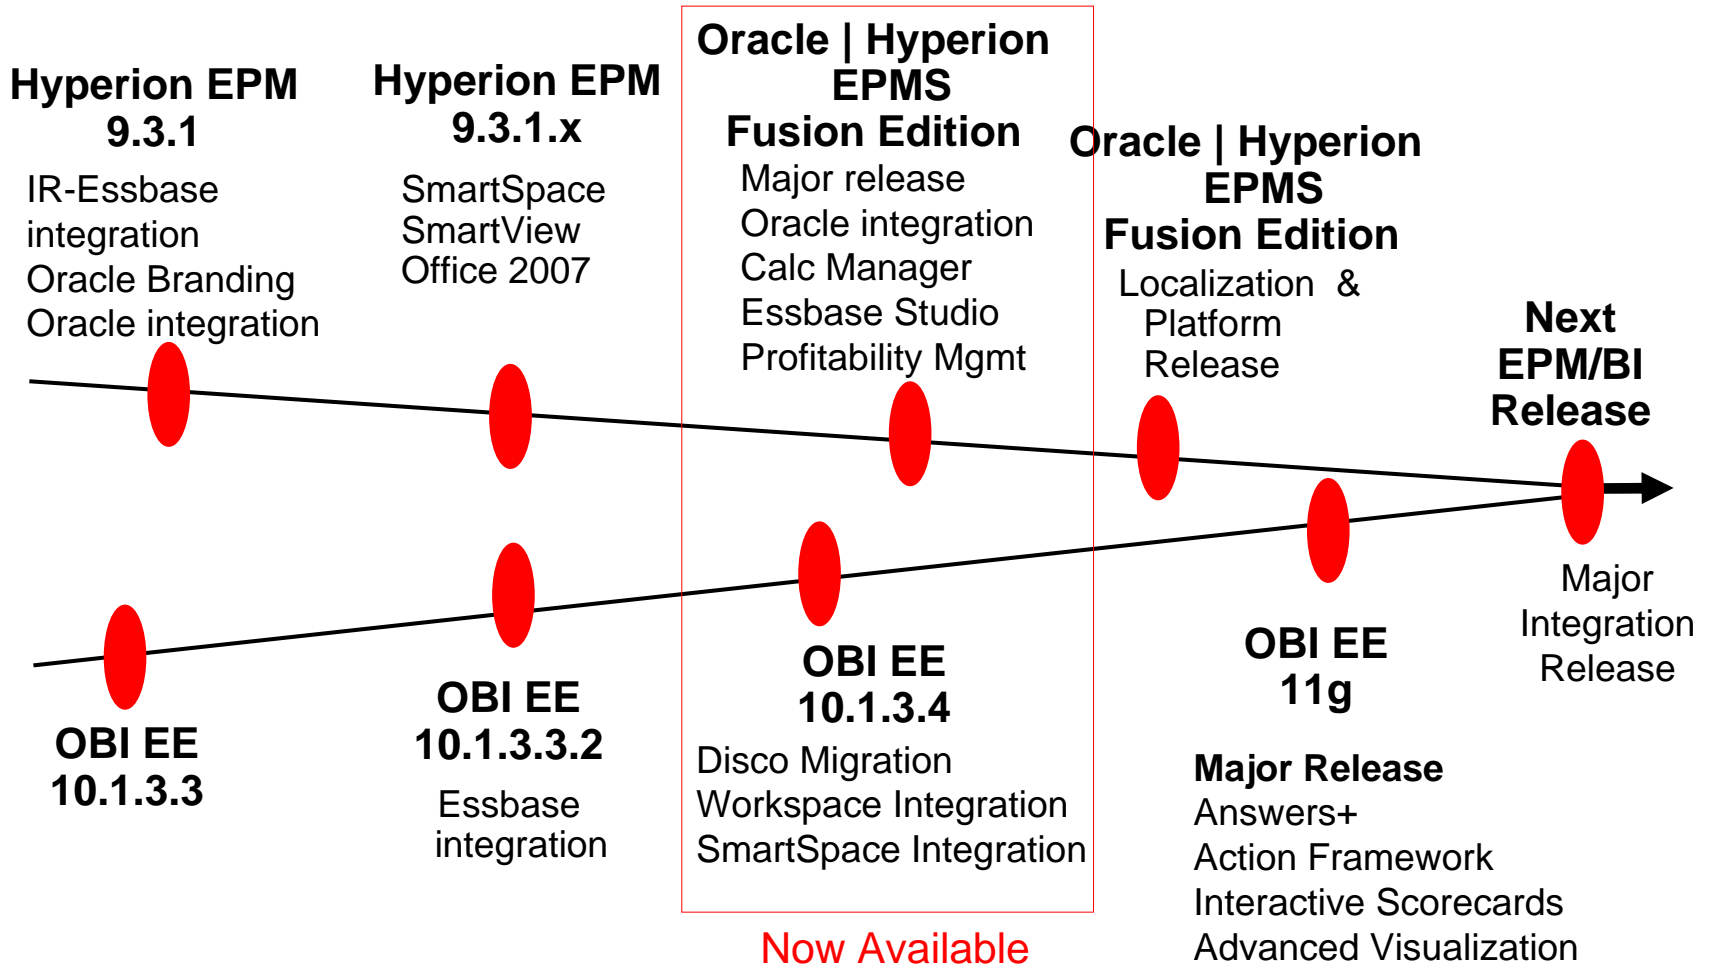 Hyperion EPM
9.3.1
IR-Essbase
integration
Oracle Branding
Oracle integration
Hyperion EPM
9.3.1.x
SmartSpace
SmartView
Office 2007
Oracle | Hyperion
EPMS
Fusion Edition
Major release
Oracle integration
Calc Manager
Essbase Studio
Profitability Mgmt
Oracle | Hyperion
EPMS
Fusion Edition
Localization &
Platform
Release
Next
EPM/BI
Release
Major
Integration
Release
OBI EE
10.1.3.3
OBI EE
10.1.3.3.2
Essbase
integration
OBI EE
10.1.3.4
Disco Migration
Workspace Integration
SmartSpace Integration
Now Available
OBI EE
11g
Major Release
Answers+
Action Framework
Interactive Scorecards
Advanced Visualization